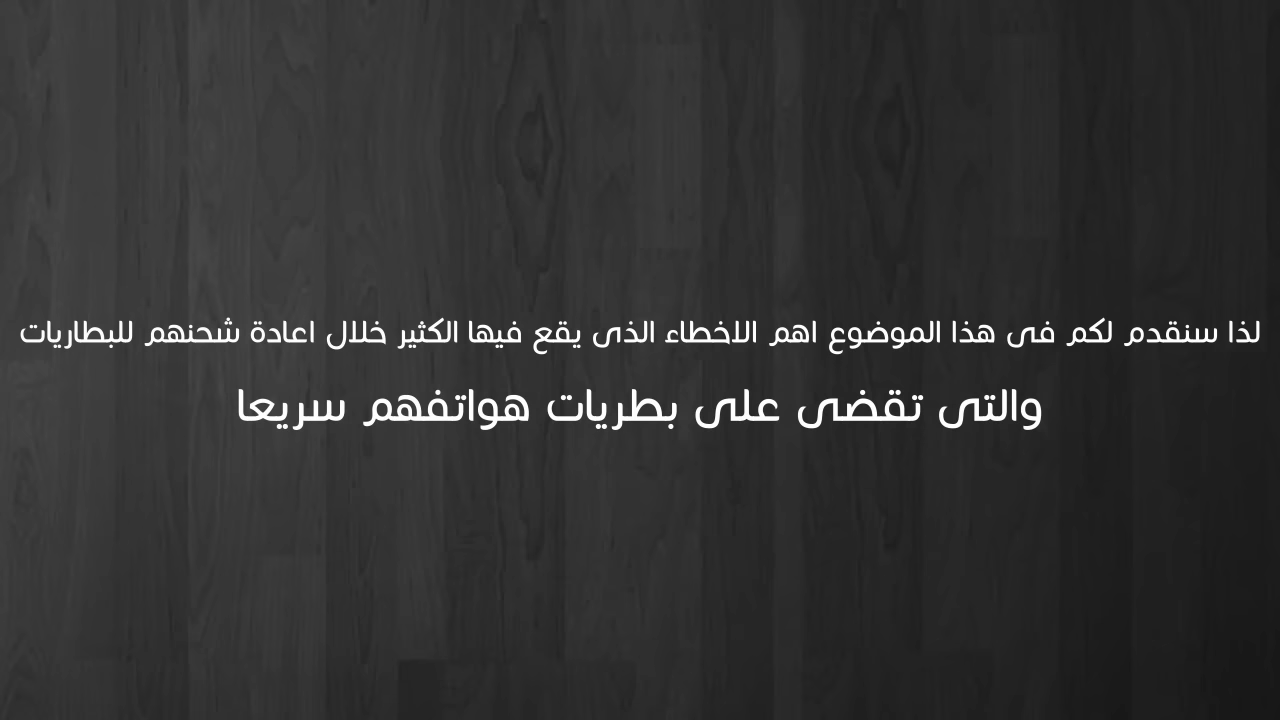 لذا سنقدم لكم فى هذا الموضوع اهم الاخطاء الذى يقع فيها الكثير خلال اعادة شحنهم للبطاريات
والتى تقضى على بطريات هواتفهم سريعا